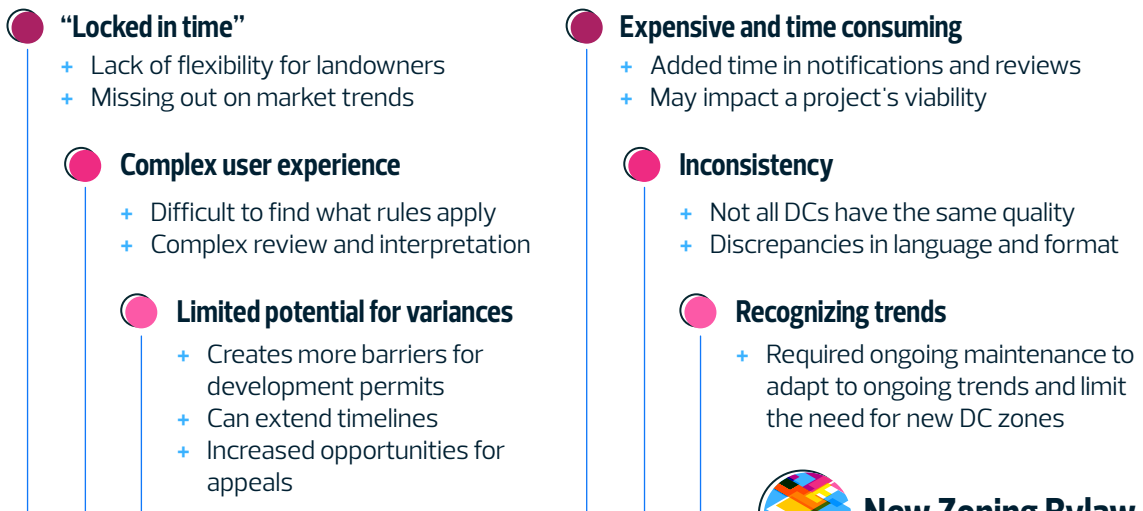 “Locked in time”
+ Lack of flexibility for landowners
+ Missing out on market trends
Complex user experience
+ Difficult to find what rules apply
+ Complex review and interpretation
Limited potential for variances
+ Creates more barriers for
development permits
+ Can extend timelines
+ Increased opportunities for
appeals
Expensive and time consuming
+ Added time in notifications and reviews
+ May impact a project's viability
Inconsistency
+ Not all DCs have the same quality
+ Discrepancies in language and format
Recognizing trends
+ Required ongoing maintenance to
adapt to ongoing trends and limit
the need for new DC zones
New Zoning Bylaw